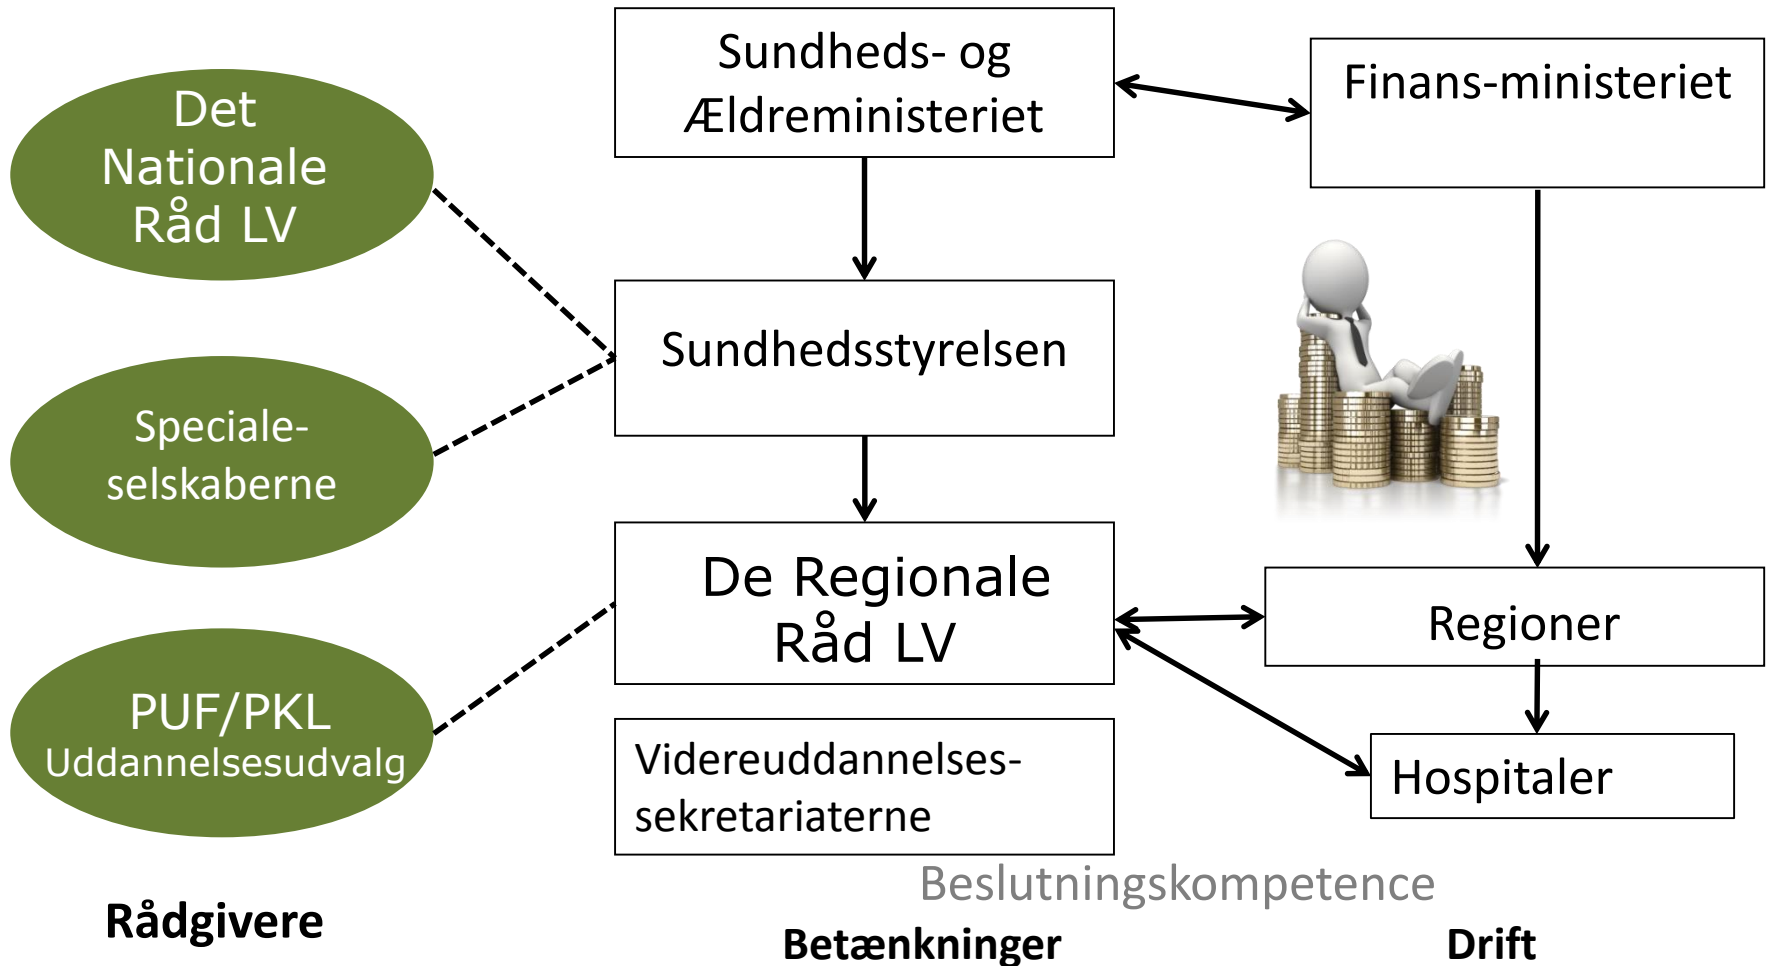 Sundheds- og
Ældreministeriet
Finans-ministeriet
Det
Nationale
Råd LV
Sundhedsstyrelsen
Speciale-
selskaberne
De Regionale
Råd LV
Regioner
PUF/PKL
Uddannelsesudvalg
Videreuddannelses-
sekretariaterne
Hospitaler
Beslutningskompetence
Rådgivere
Betænkninger
Drift